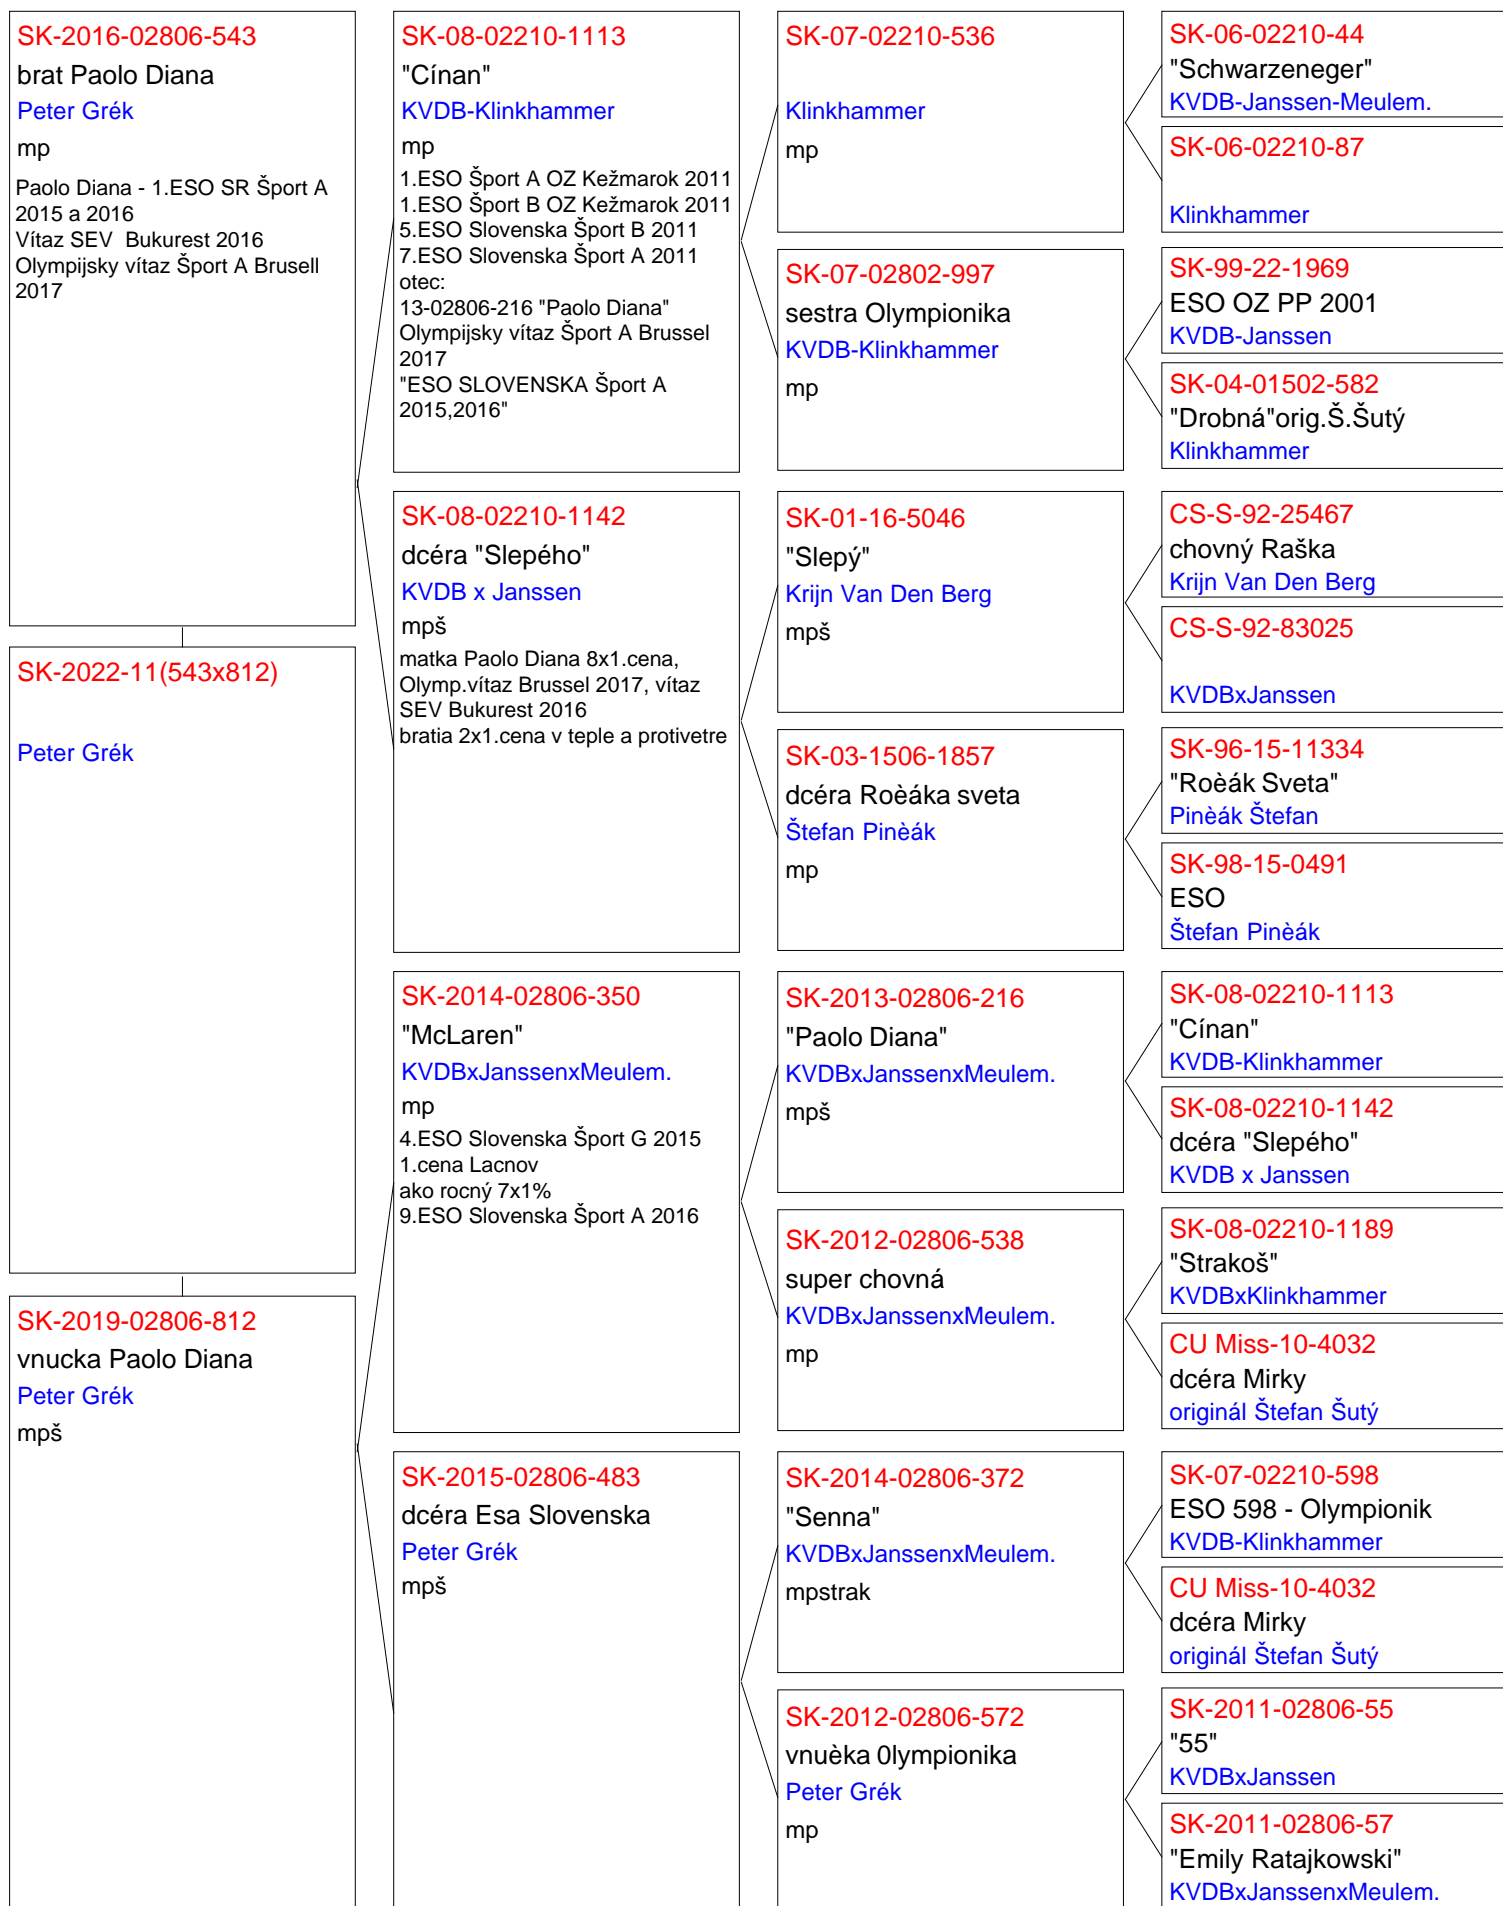 SK-2016-02806-543
brat Paolo Diana
Peter Grék
mp
Paolo Diana - 1.ESO SR Šport A
2015 a 2016
Vítaz SEV  Bukurest 2016
Olympijsky vítaz Šport A Brusell
2017
SK-2022-11(543x812)
Peter Grék
SK-2019-02806-812
vnucka Paolo Diana
Peter Grék
mpš
SK-08-02210-1113
"Cínan"
KVDB-Klinkhammer
mp
1.ESO Šport A OZ Kežmarok 2011
1.ESO Šport B OZ Kežmarok 2011
5.ESO Slovenska Šport B 2011
7.ESO Slovenska Šport A 2011
otec:
13-02806-216 "Paolo Diana"
Olympijsky vítaz Šport A Brussel
2017
"ESO SLOVENSKA Šport A
2015,2016"
SK-08-02210-1142
dcéra "Slepého"
KVDB x Janssen
mpš
matka Paolo Diana 8x1.cena,
Olymp.vítaz Brussel 2017, vítaz
SEV Bukurest 2016
bratia 2x1.cena v teple a protivetre
SK-2014-02806-350
"McLaren"
KVDBxJanssenxMeulem.
mp
4.ESO Slovenska Šport G 2015
1.cena Lacnov
ako rocný 7x1%
9.ESO Slovenska Šport A 2016
SK-2015-02806-483
dcéra Esa Slovenska
Peter Grék
mpš
SK-07-02210-536
Klinkhammer
mp
SK-07-02802-997
sestra Olympionika
KVDB-Klinkhammer
mp
SK-01-16-5046
"Slepý"
Krijn Van Den Berg
mpš
SK-03-1506-1857
dcéra Roèáka sveta
Štefan Pinèák
mp
SK-2013-02806-216
"Paolo Diana"
KVDBxJanssenxMeulem.
mpš
SK-2012-02806-538
super chovná
KVDBxJanssenxMeulem.
mp
SK-2014-02806-372
"Senna"
KVDBxJanssenxMeulem.
mpstrak
SK-2012-02806-572
vnuèka 0lympionika
Peter Grék
mp
SK-06-02210-44
"Schwarzeneger"
KVDB-Janssen-Meulem.
SK-06-02210-87
Klinkhammer
SK-99-22-1969
ESO OZ PP 2001
KVDB-Janssen
SK-04-01502-582
"Drobná"orig.Š.Šutý
Klinkhammer
CS-S-92-25467
chovný Raška
Krijn Van Den Berg
CS-S-92-83025
KVDBxJanssen
SK-96-15-11334
"Roèák Sveta"
Pinèák Štefan
SK-98-15-0491
ESO
Štefan Pinèák
SK-08-02210-1113
"Cínan"
KVDB-Klinkhammer
SK-08-02210-1142
dcéra "Slepého"
KVDB x Janssen
SK-08-02210-1189
"Strakoš"
KVDBxKlinkhammer
CU Miss-10-4032
dcéra Mirky
originál Štefan Šutý
SK-07-02210-598
ESO 598 - Olympionik
KVDB-Klinkhammer
CU Miss-10-4032
dcéra Mirky
originál Štefan Šutý
SK-2011-02806-55
"55"
KVDBxJanssen
SK-2011-02806-57
"Emily Ratajkowski"
KVDBxJanssenxMeulem.